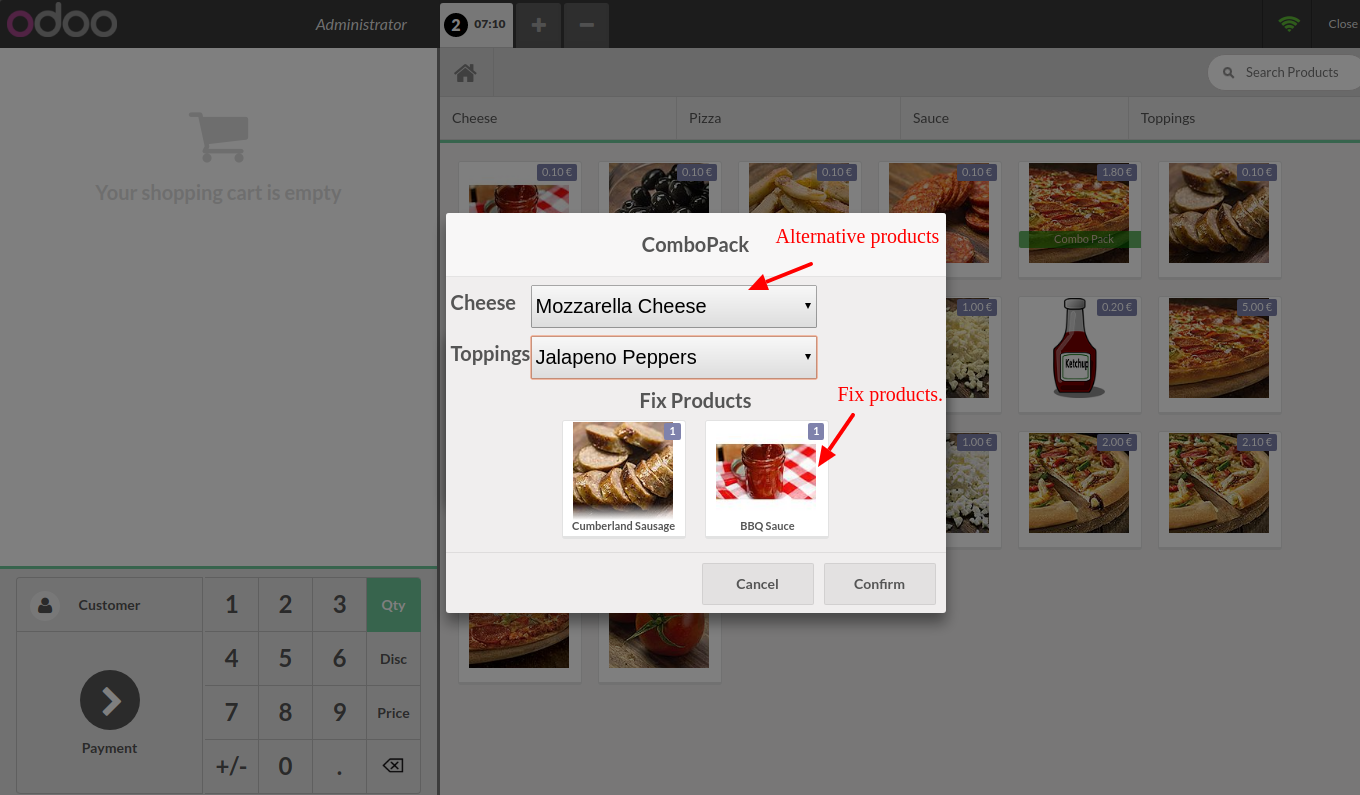 odoo
Administrator
2 07:10 + −
Close
Search Products
Cheese Pizza Sauce Toppings
Your shopping cart is empty
0.10 € 0.10 € 0.10 € 0.10 € 1.80 € 0.10 €
Combo Pack
ComboPack
Alternative products
Cheese Mozzarella Cheese
Toppings Jalapeno Peppers
1.00 € 0.20 € 5.00 €
Ketchup
Fix Products
Fix products.
1 1
Cumberland Sausage BBQ Sauce
1.00 € 2.00 € 2.10 €
Cancel Confirm
Customer 1 2 3 Qty
4 5 6 Disc
7 8 9 Price
Payment
+/- 0 .